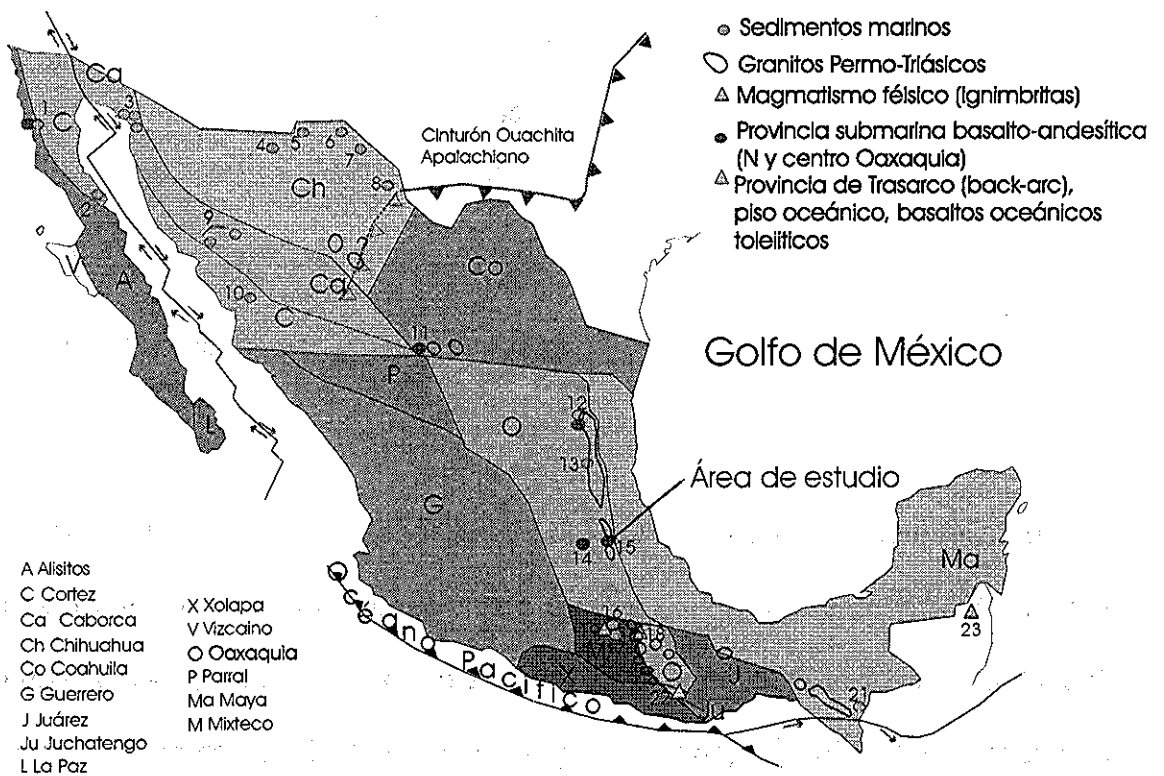 Sedimentos marinos
Granitos Permo-Triásicos
Magmatismo félsico (ignimbritas)
Provincia submarina basalto-andesítica
(N y centro Oaxaquia)
Provincia de Trasarco (back-arc),
piso oceánico, basaltos oceánicos
toleiíticos
Cinturón Ouachita
Apalachiano
Ca
1
C
3
4
5
6
7
Ch
8
2
9
V
A
Co
10
Ca
C
11
P
Golfo de México
L
12
O
13
G
Área de estudio
14
15
Ma
23
16
18
M
O
X
J
22
Ju
21
Océano Pacífico
A Alisitos
C Cortez
Ca Caborca
Ch Chihuahua
Co Coahuila
G Guerrero
J Juárez
Ju Juchatengo
L La Paz
X Xolapa
V Vizcaino
O Oaxaquia
P Parral
Ma Maya
M Mixteco